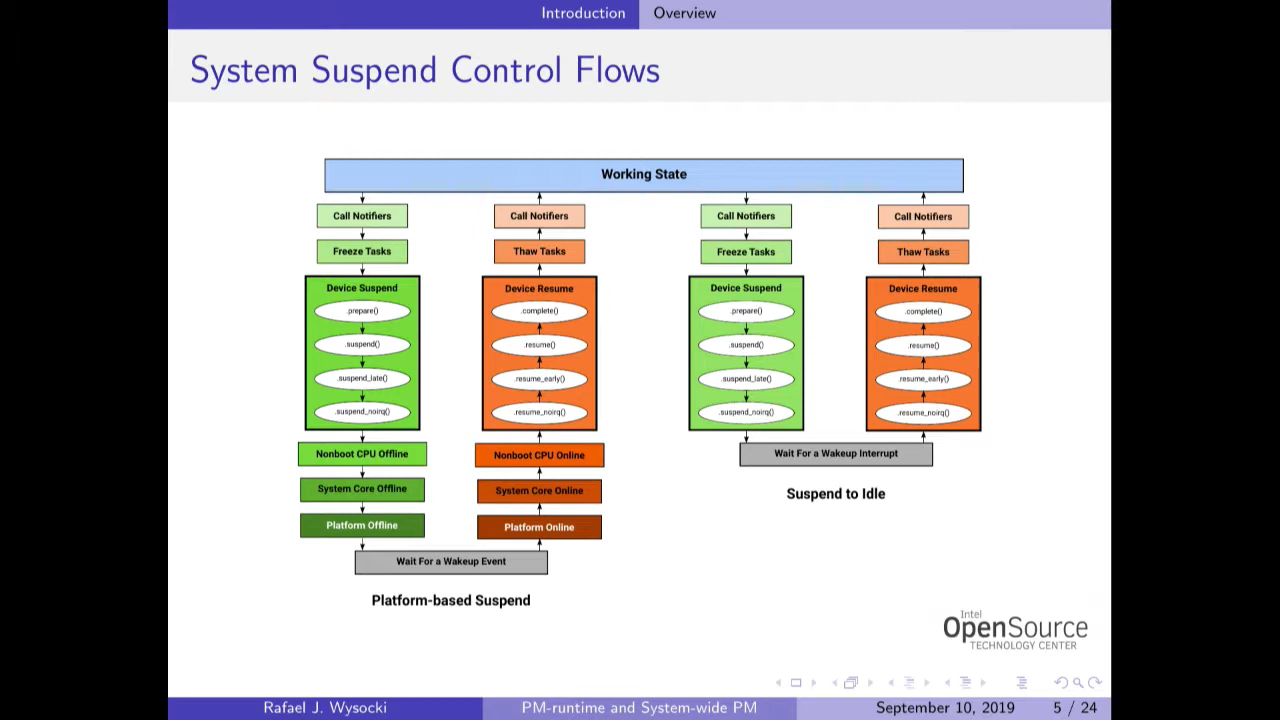 Introduction Overview
System Suspend Control Flows
Working State
Call Notifiers
Freeze Tasks
Device Suspend
.prepare()
.suspend()
.suspend_late()
.suspend_noirq()
Nonboot CPU Offline
System Core Offline
Platform Offline
Call Notifiers
Thaw Tasks
Device Resume
.complete()
.resume()
.resume_early()
.resume_noirq()
Nonboot CPU Online
System Core Online
Platform Online
Wait For a Wakeup Event
Platform-based Suspend
Call Notifiers
Freeze Tasks
Device Suspend
.prepare()
.suspend()
.suspend_late()
.suspend_noirq()
Call Notifiers
Thaw Tasks
Device Resume
.complete()
.resume()
.resume_early()
.resume_noirq()
Wait For a Wakeup Interrupt
Suspend to Idle
Intel
OpenSource
TECHNOLOGY CENTER
Rafael J. Wysocki PM-runtime and System-wide PM September 10, 2019 5 / 24